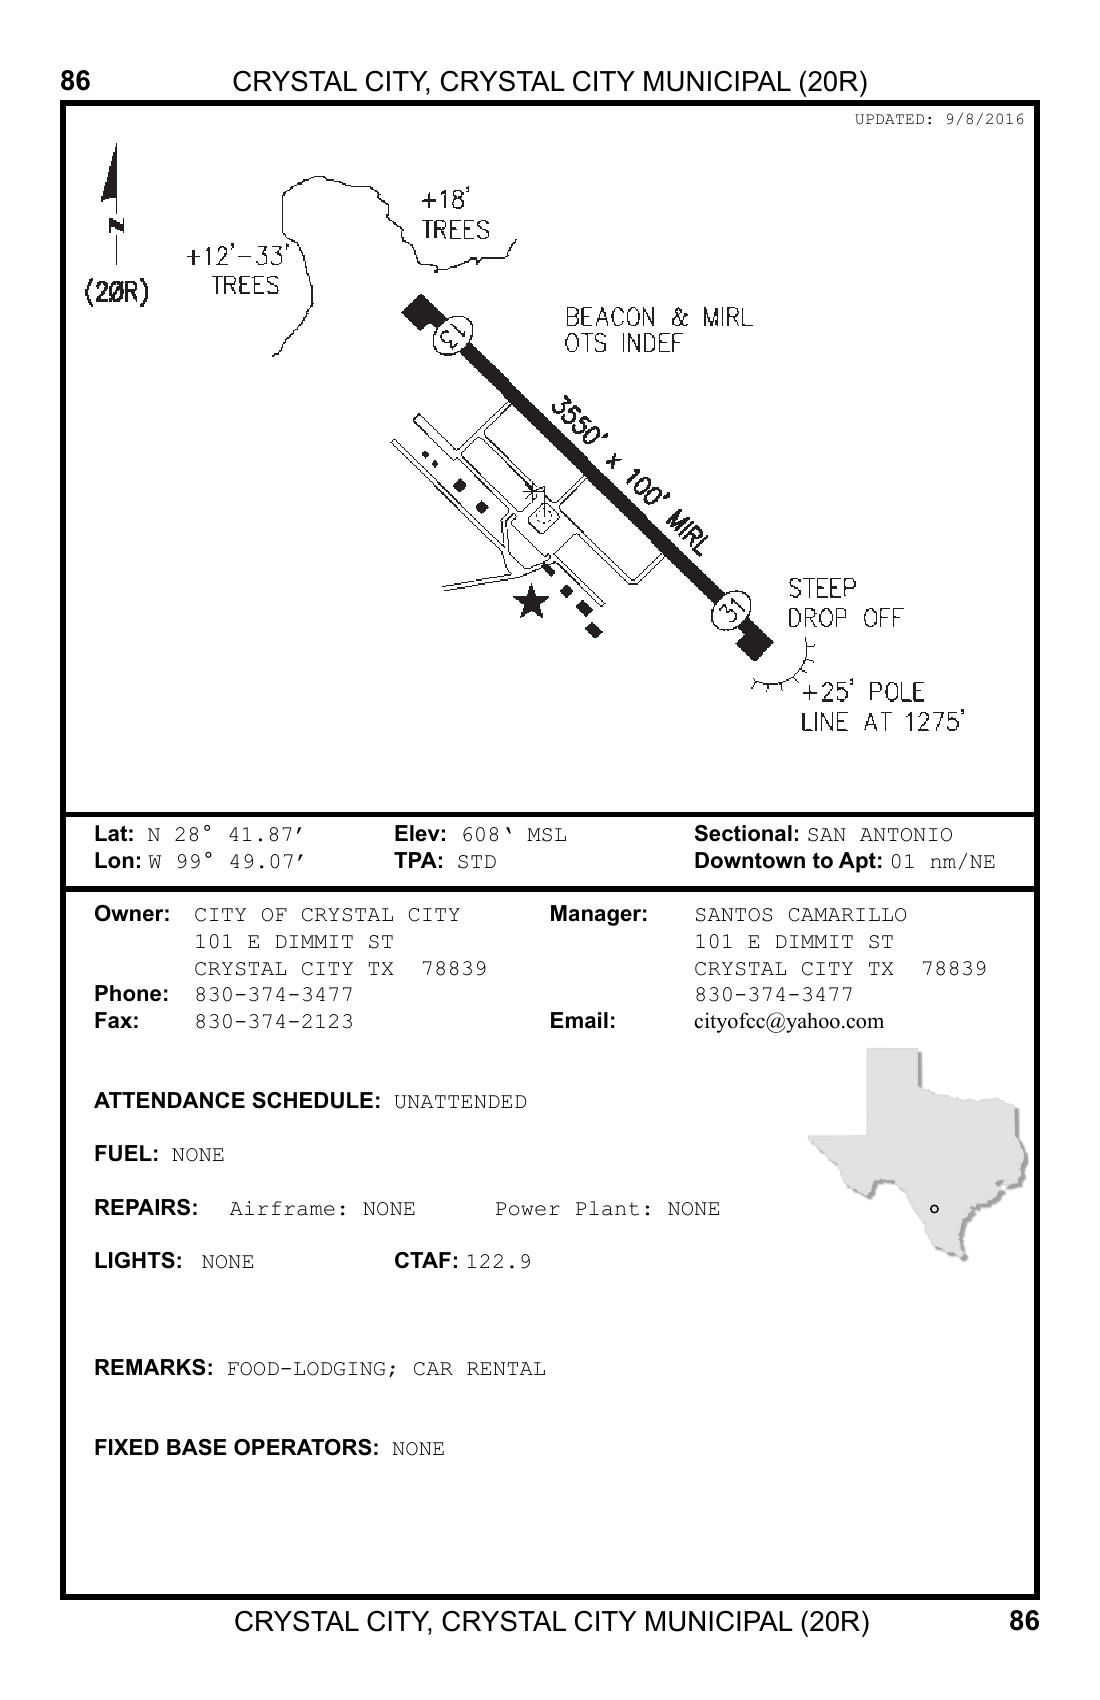 86 CRYSTAL CITY, CRYSTAL CITY MUNICIPAL (20R)
UPDATED: 9/8/2016
N
(2ØR)
+12'-33'
TREES
+18'
TREES
BEACON & MIRL
OTS INDEF
13
3550' x 100' MIRL
31
STEEP
DROP OFF
+25' POLE
LINE AT 1275'
Lat: N 28° 41.87′ Elev: 608‘ MSL Sectional: SAN ANTONIO
Lon: W 99° 49.07′ TPA: STD Downtown to Apt: 01 nm/NE
Owner: CITY OF CRYSTAL CITY Manager: SANTOS CAMARILLO
101 E DIMMIT ST 101 E DIMMIT ST
CRYSTAL CITY TX 78839 CRYSTAL CITY TX 78839
Phone: 830-374-3477 830-374-3477
Fax: 830-374-2123 Email: cityofcc@yahoo.com
ATTENDANCE SCHEDULE: UNATTENDED
FUEL: NONE
REPAIRS: Airframe: NONE Power Plant: NONE
LIGHTS: NONE CTAF: 122.9
REMARKS: FOOD-LODGING; CAR RENTAL
FIXED BASE OPERATORS: NONE
CRYSTAL CITY, CRYSTAL CITY MUNICIPAL (20R) 86